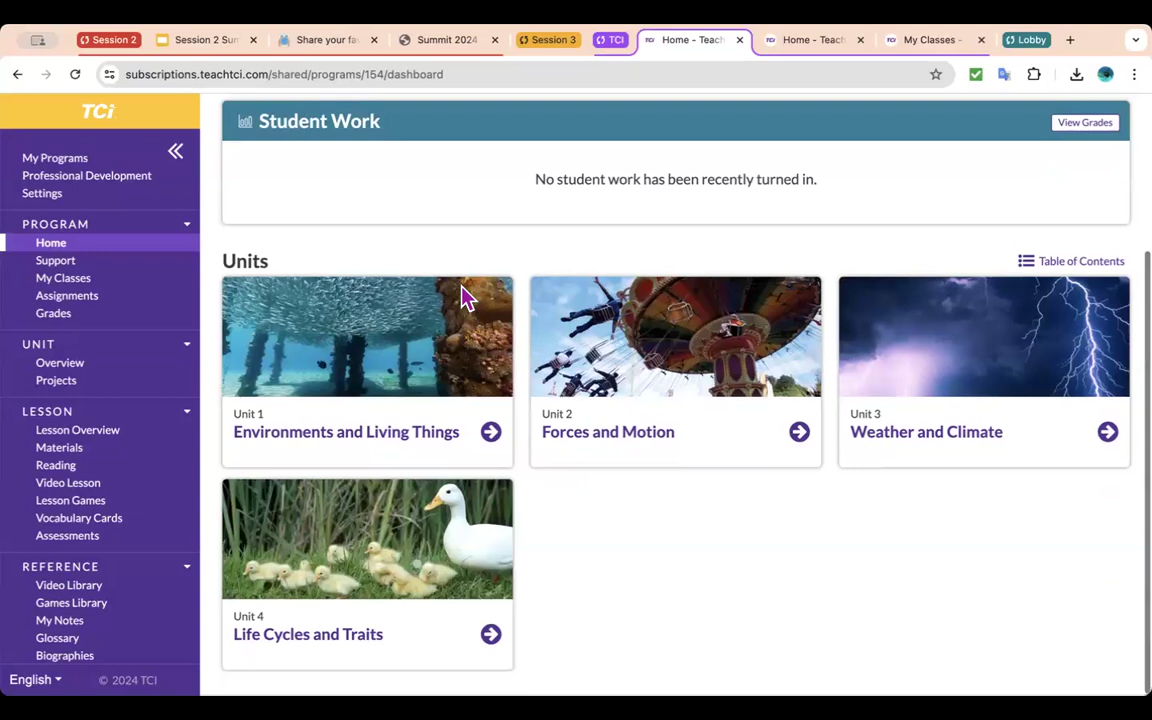 Session 2
Session 2 Sum
Share your fav
Summit 2024
Session 3
TCI
Home - Teach
Home - Teach
My Classes -
Lobby
subscriptions.teachtci.com/shared/programs/154/dashboard
TCi
My Programs
Professional Development
Settings
PROGRAM
Home
Support
My Classes
Assignments
Grades
UNIT
Overview
Projects
LESSON
Lesson Overview
Materials
Reading
Video Lesson
Lesson Games
Vocabulary Cards
Assessments
REFERENCE
Video Library
Games Library
My Notes
Glossary
Biographies
English
© 2024 TCI
Student Work
View Grades
No student work has been recently turned in.
Units
Table of Contents
Unit 1
Environments and Living Things
Unit 2
Forces and Motion
Unit 3
Weather and Climate
Unit 4
Life Cycles and Traits